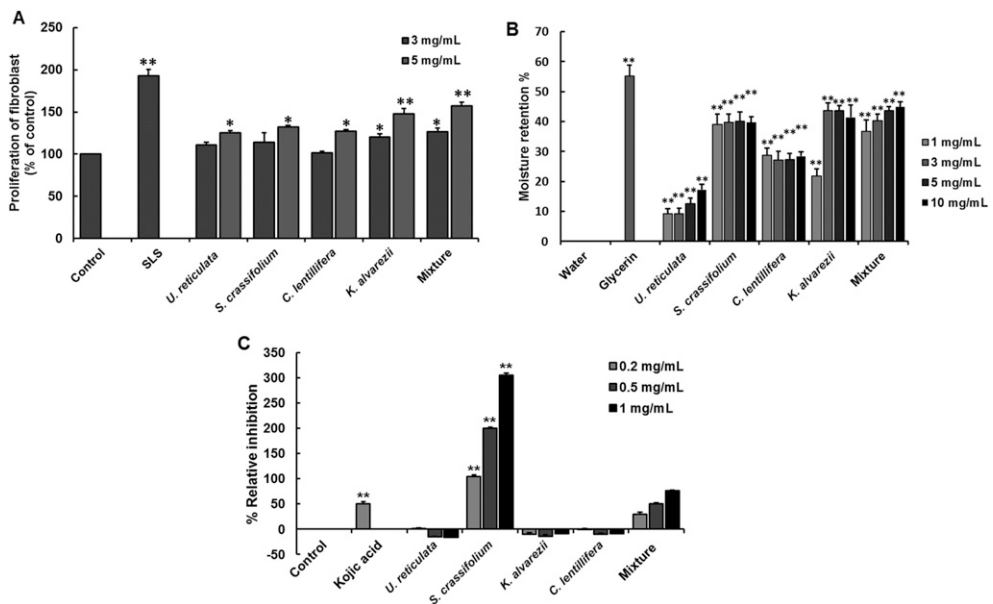 A
Proliferation of fibroblast
(% of control)
250
200
150
100
50
0
3 mg/mL
5 mg/mL
**
*
*
*
*
**
*
**
Control
SLS
U. reticulata
S. crassifolium
C. lentillifera
K. alvarezii
Mixture
B
Moisture retention %
70
60
50
40
30
20
10
0
1 mg/mL
3 mg/mL
5 mg/mL
10 mg/mL
**
** ** ** **
** ** ** **
** ** ** **
** ** ** **
** ** ** **
Water
Glycerin
U. reticulata
S. crassifolium
C. lentillifera
K. alvarezii
Mixture
C
% Relative inhibition
350
300
250
200
150
100
50
0
-50
0.2 mg/mL
0.5 mg/mL
1 mg/mL
**
**
**
**
Control
Kojic acid
U. reticulata
S. crassifolium
K. alvarezii
C. lentillifera
Mixture